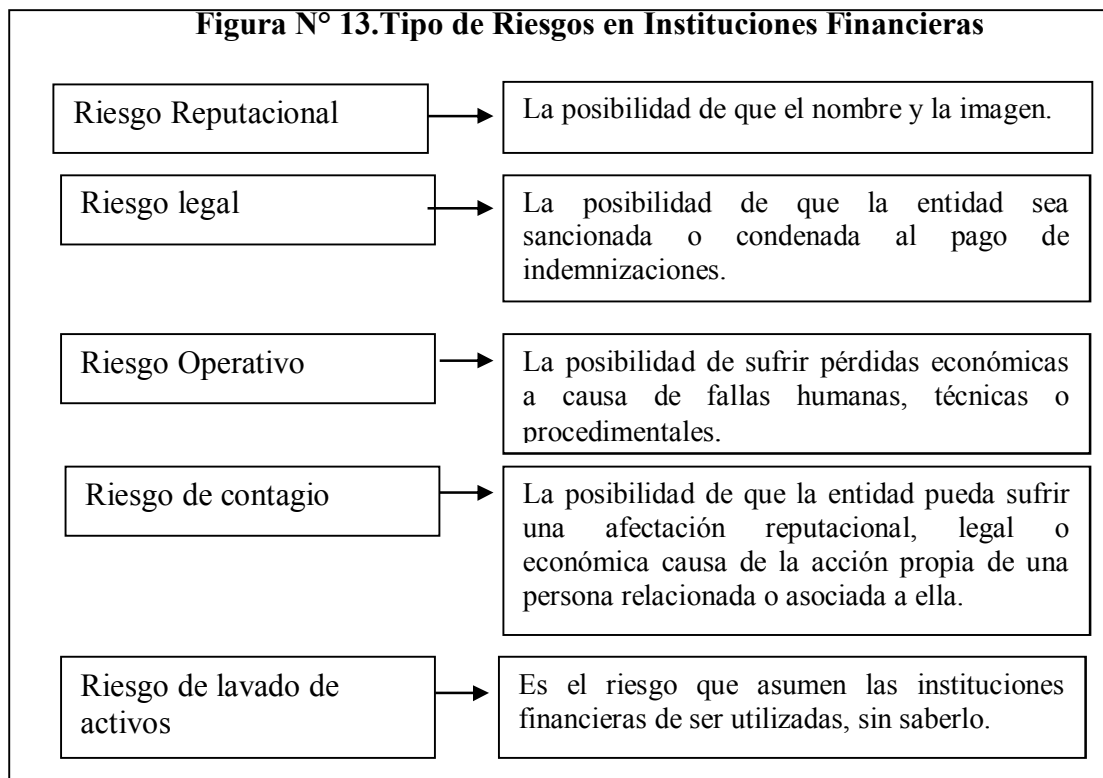 Figura N° 13.Tipo de Riesgos en Instituciones Financieras
Riesgo Reputacional
La posibilidad de que el nombre y la imagen.
Riesgo legal
La posibilidad de que la entidad sea
sancionada o condenada al pago de
indemnizaciones.
Riesgo Operativo
La posibilidad de sufrir pérdidas económicas
a causa de fallas humanas, técnicas o
procedimentales.
Riesgo de contagio
La posibilidad de que la entidad pueda sufrir
una afectación reputacional, legal o
económica causa de la acción propia de una
persona relacionada o asociada a ella.
Riesgo de lavado de
activos
Es el riesgo que asumen las instituciones
financieras de ser utilizadas, sin saberlo.